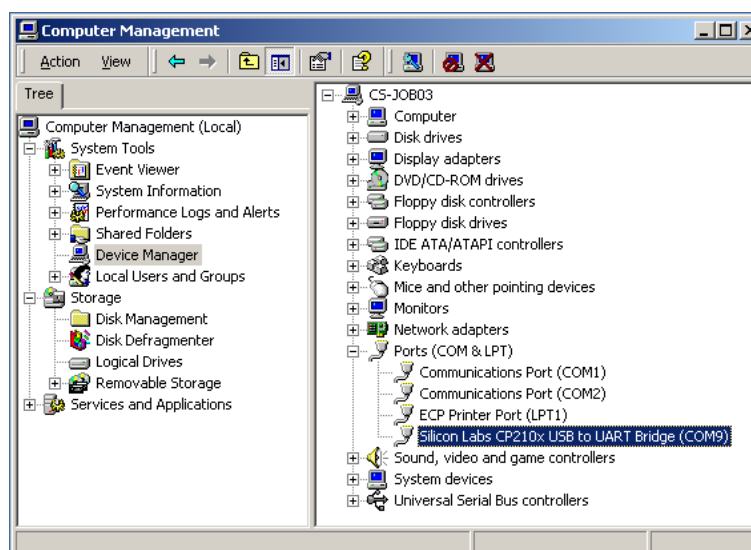 Computer Management
Action View
Tree
Computer Management (Local)
System Tools
Event Viewer
System Information
Performance Logs and Alerts
Shared Folders
Device Manager
Local Users and Groups
Storage
Disk Management
Disk Defragmenter
Logical Drives
Removable Storage
Services and Applications
CS-JOB03
Computer
Disk drives
Display adapters
DVD/CD-ROM drives
Floppy disk controllers
Floppy disk drives
IDE ATA/ATAPI controllers
Keyboards
Mice and other pointing devices
Monitors
Network adapters
Ports (COM & LPT)
Communications Port (COM1)
Communications Port (COM2)
ECP Printer Port (LPT1)
Silicon Labs CP210x USB to UART Bridge (COM9)
Sound, video and game controllers
System devices
Universal Serial Bus controllers